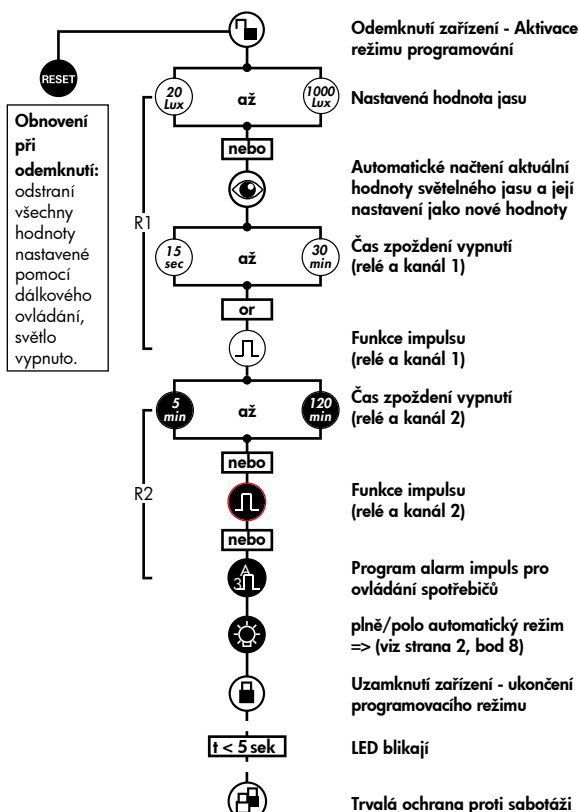 Odemknutí zařízení - Aktivace
režimu programování
RESET
20
Lux
až
1000
Lux
Nastavená hodnota jasu
Obnovení
při
odemknutí:
odstraní
všechny
hodnoty
nastavené
pomocí
dálkového
ovládání,
světlo
vypnuto.
R1
nebo
Automatické načtení aktuální
hodnoty světelného jasu a její
nastavení jako nové hodnoty
15
sec
až
30
min
Čas zpoždění vypnutí
(relé a kanál 1)
or
Funkce impulsu
(relé a kanál 1)
5
min
až
120
min
Čas zpoždění vypnutí
(relé a kanál 2)
R2
nebo
Funkce impulsu
(relé a kanál 2)
nebo
A
3
Program alarm impuls pro
ovládání spotřebičů
plně/polo automatický režim
=> (viz strana 2, bod 8)
Uzamknutí zařízení - ukončení
programovacího režimu
t < 5 sek
LED blikají
Trvalá ochrana proti sabotáži